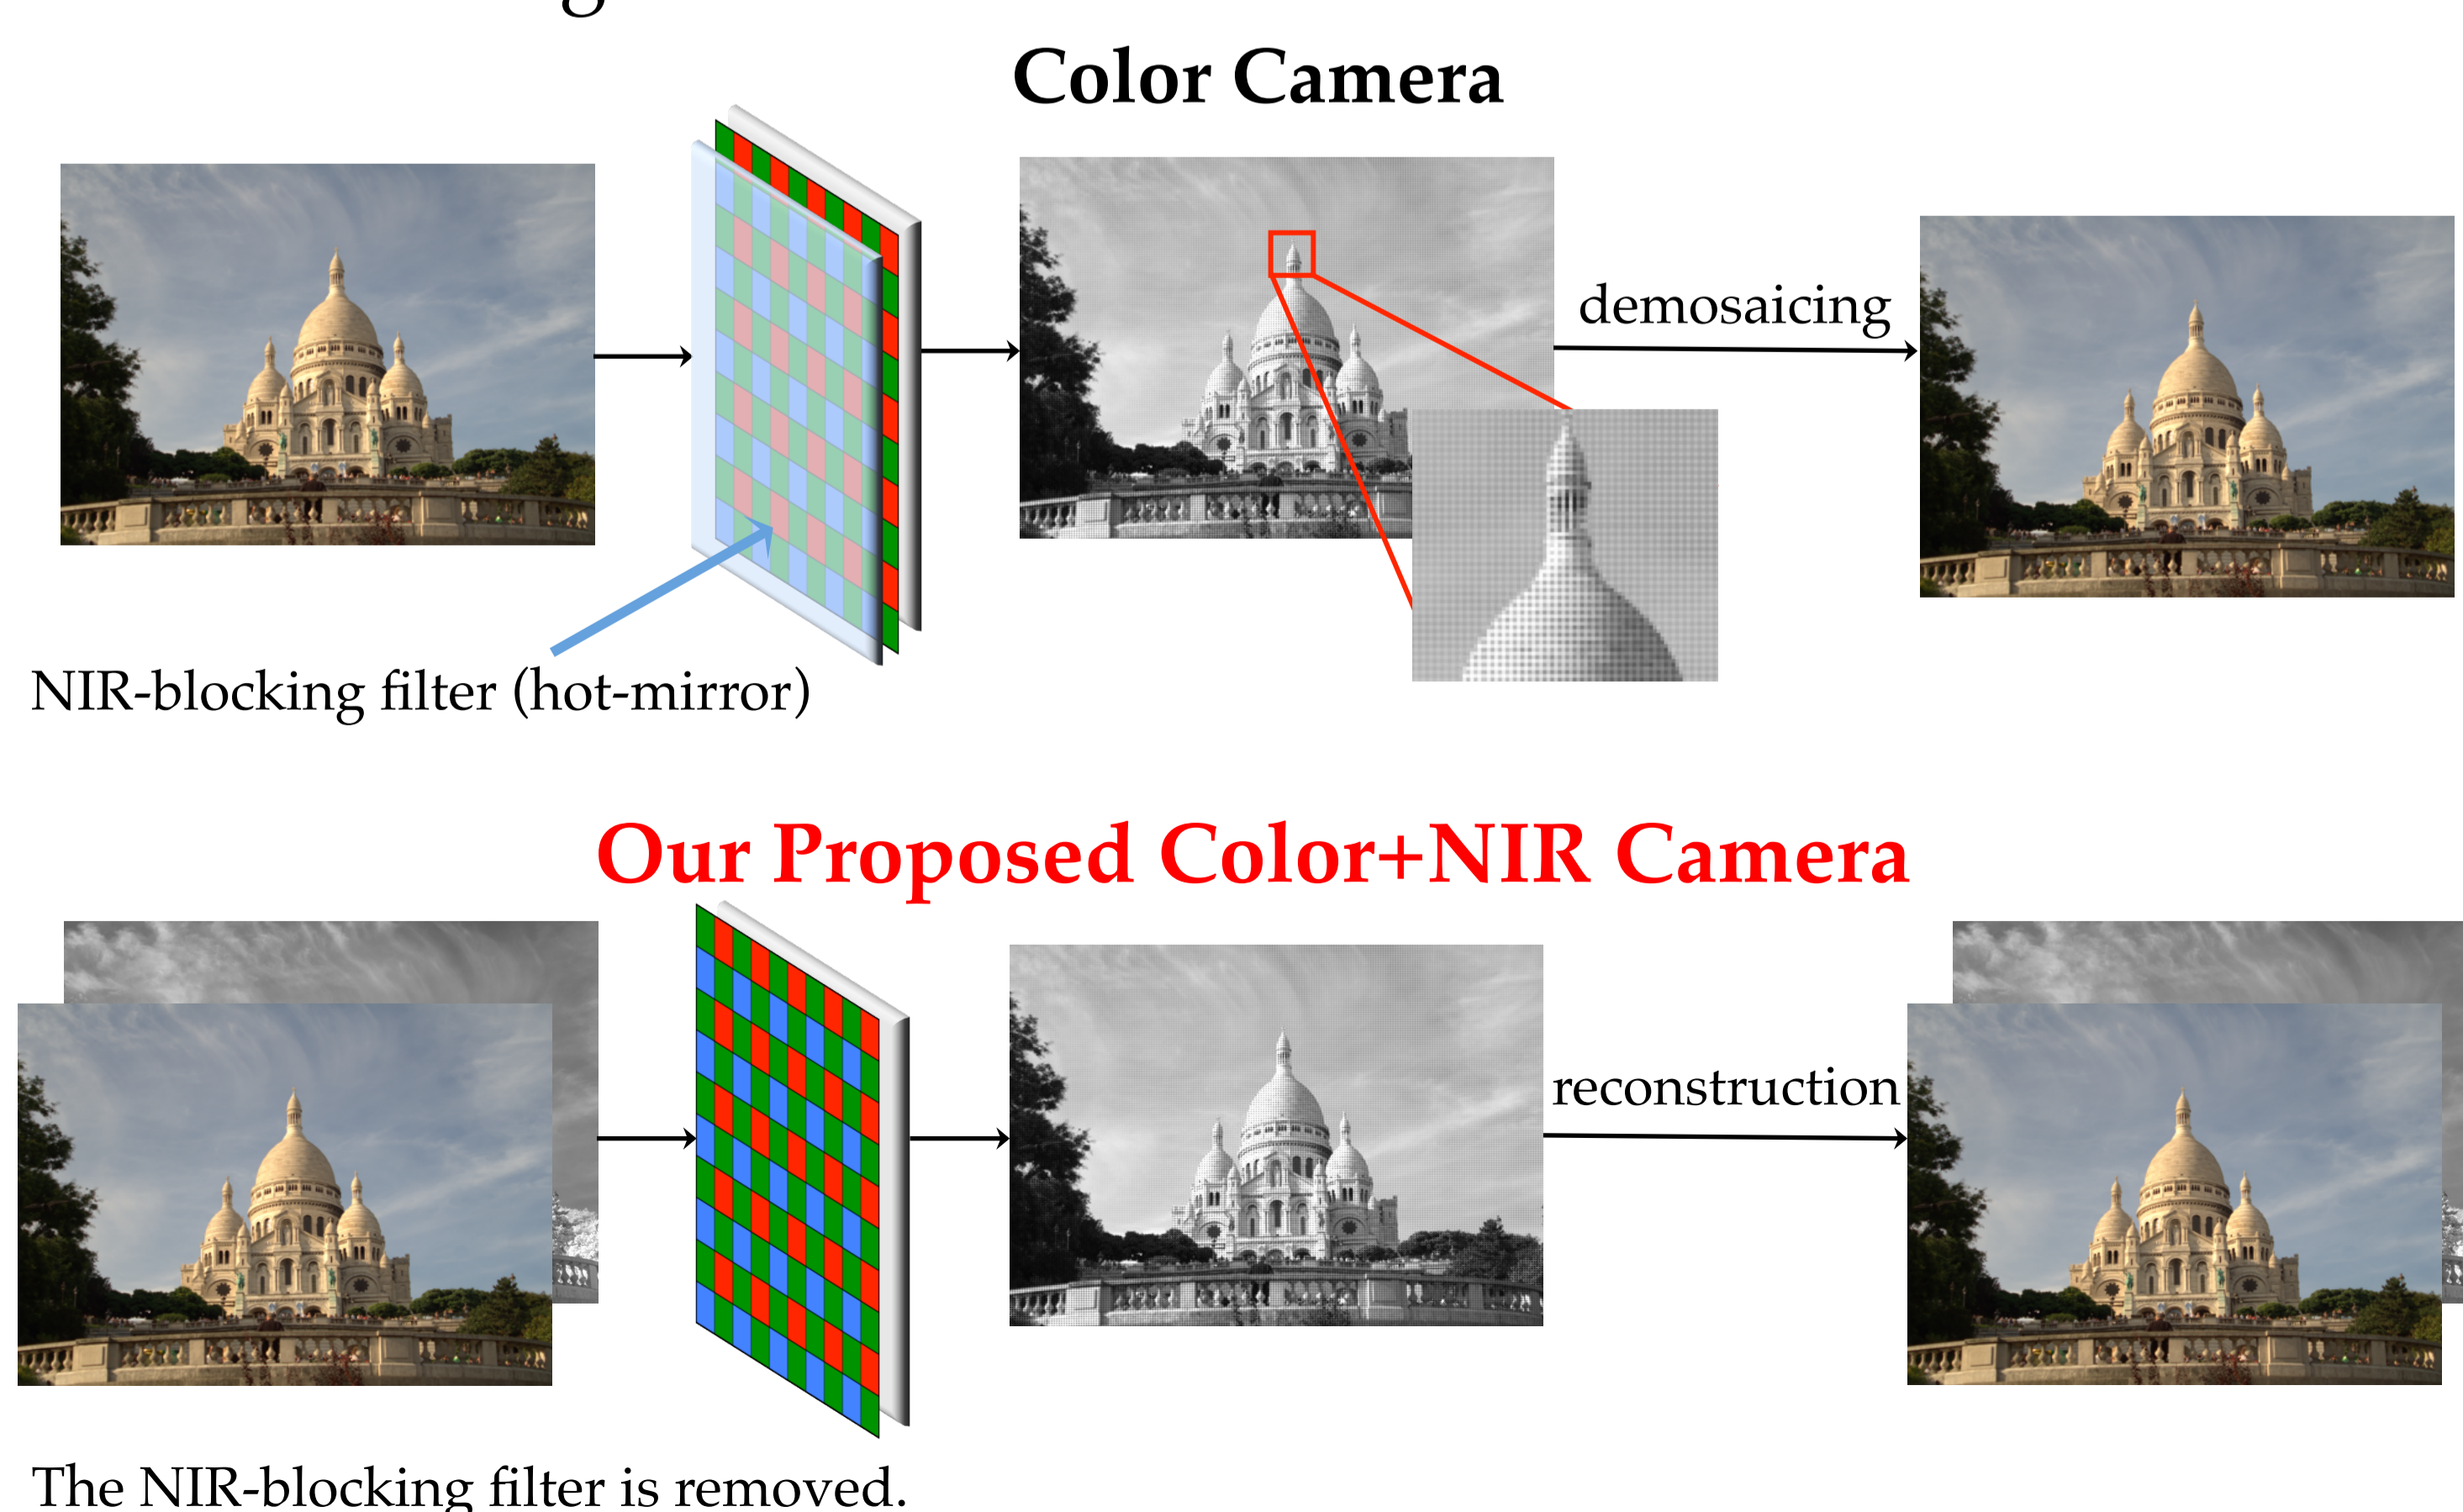 Color Camera
demosaicing
NIR-blocking filter (hot-mirror)
Our Proposed Color+NIR Camera
reconstruction
The NIR-blocking filter is removed.